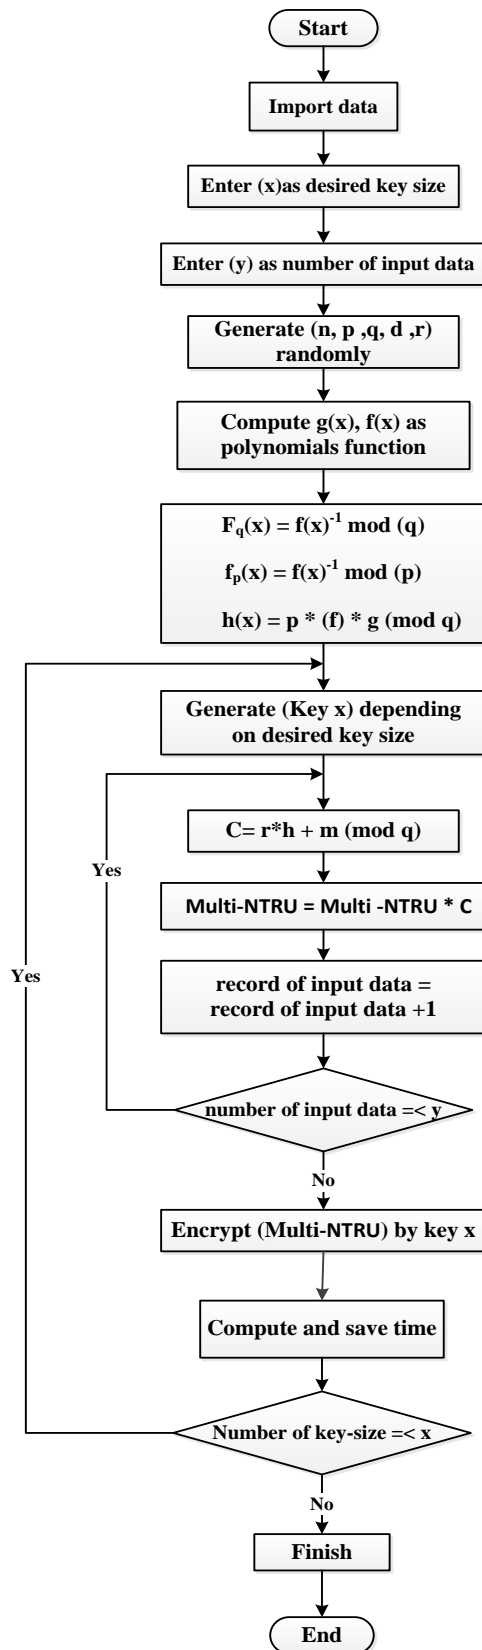 Start
Import data
Enter (x)as desired key size
Enter (y) as number of input data
Generate (n, p ,q, d ,r)
randomly
Compute g(x), f(x) as
polynomials function
F_q(x) = f(x)^-1 mod (q)
f_p(x) = f(x)^-1 mod (p)
h(x) = p * (f) * g (mod q)
Generate (Key x) depending
on desired key size
C= r*h + m (mod q)
Yes
Multi-NTRU = Multi -NTRU * C
Yes
record of input data =
record of input data +1
number of input data =< y
No
Encrypt (Multi-NTRU) by key x
Compute and save time
Number of key-size =< x
No
Finish
End